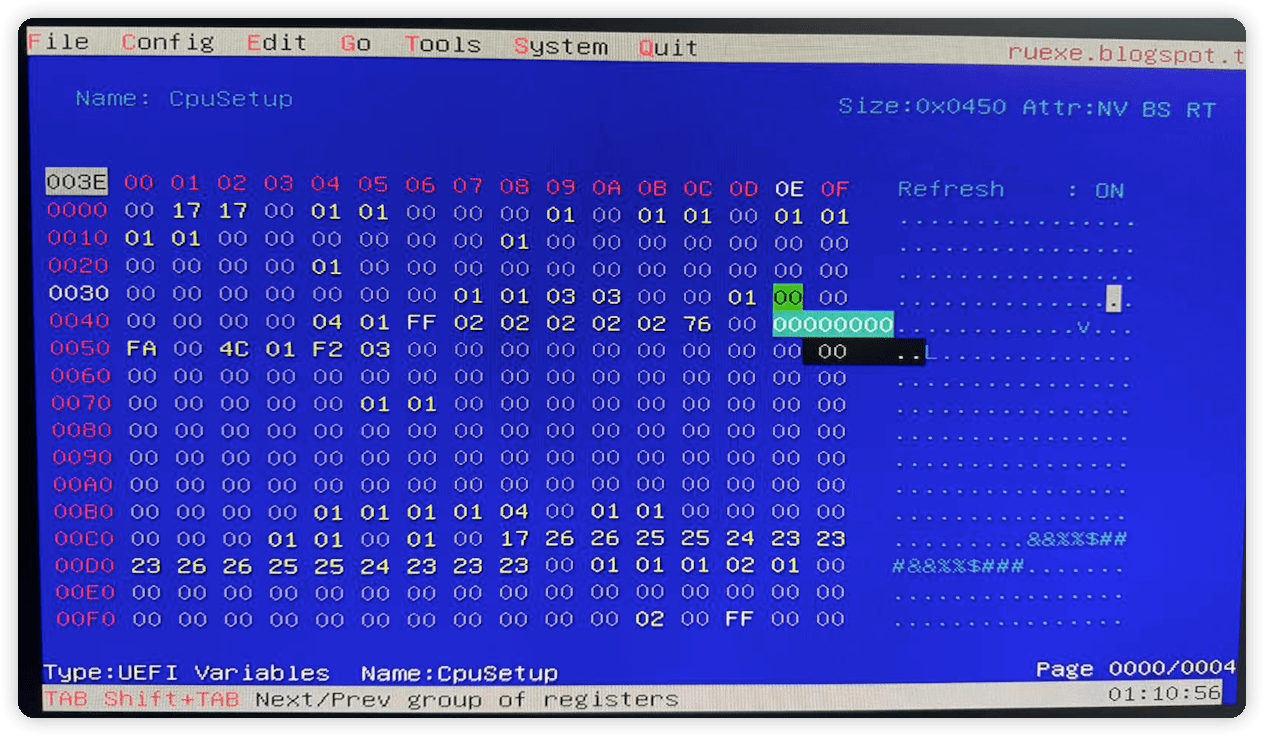 File Config Edit Go Tools System Quit ruexe.blogspot.t
Name: CpuSetup Size:0x0450 Attr:NV BS RT
003E 00 01 02 03 04 05 06 07 08 09 0A 0B 0C 0D 0E 0F Refresh : ON
0000 00 17 17 00 01 01 00 00 00 01 00 01 01 00 01 01 ................
0010 01 01 00 00 00 00 00 00 01 00 00 00 00 00 00 00 ................
0020 00 00 00 00 01 00 00 00 00 00 00 00 00 00 00 00 ................
0030 00 00 00 00 00 00 00 01 01 03 03 00 00 01 00 00 ................
0040 00 00 00 00 04 01 FF 02 02 02 02 02 76 00 00000000 ............v...
0050 FA 00 4C 01 F2 03 00 00 00 00 00 00 00 00 00 00 ..L.............
0060 00 00 00 00 00 00 00 00 00 00 00 00 00 00 00 00 ................
0070 00 00 00 00 00 01 01 00 00 00 00 00 00 00 00 00 ................
0080 00 00 00 00 00 00 00 00 00 00 00 00 00 00 00 00 ................
0090 00 00 00 00 00 00 00 00 00 00 00 00 00 00 00 00 ................
00A0 00 00 00 00 00 00 00 00 00 00 00 00 00 00 00 00 ................
00B0 00 00 00 00 01 01 01 01 04 00 01 01 00 00 00 00 ................
00C0 00 00 00 01 01 00 01 00 17 26 26 25 25 24 23 23 .........&&%%$##
00D0 23 26 26 25 25 24 23 23 23 00 01 01 01 02 01 00 #&&%%$###.......
00E0 00 00 00 00 00 00 00 00 00 00 00 00 00 00 00 00 ................
00F0 00 00 00 00 00 00 00 00 00 00 00 02 00 FF 00 00 ................
Type:UEFI Variables Name:CpuSetup Page 0000/0004
TAB Shift+TAB Next/Prev group of registers 01:10:56